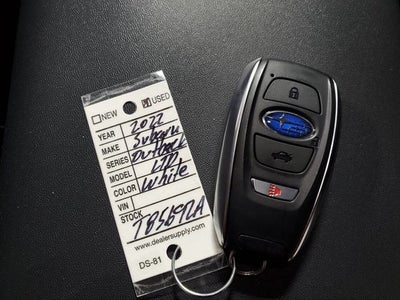 NEW USED
YEAR 2022
MAKE Subaru
SERIES Outback
MODEL LTD
COLOR White
VIN
STOCK T85697A
www.dealersupply.com
DS-81